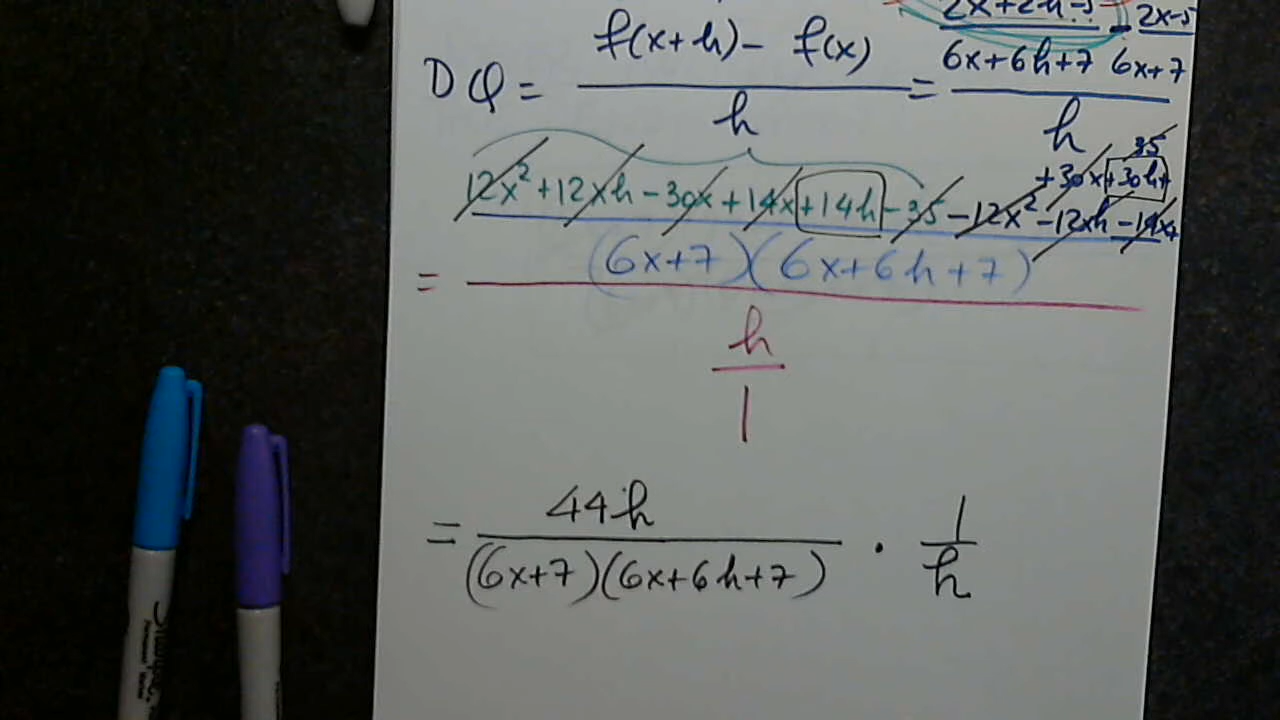 2x+2h-5 - 2x-5
DQ = f(x+h) - f(x) / h = 6x+6h+7 6x+7 / h
35
+30x +30h+
12x²+12xh-30x+14x+14h-35-12x²-12xh-14x+
= (6x+7)(6x+6h+7)
h
1
= 44h / (6x+7)(6x+6h+7) · 1/h
Sharpie